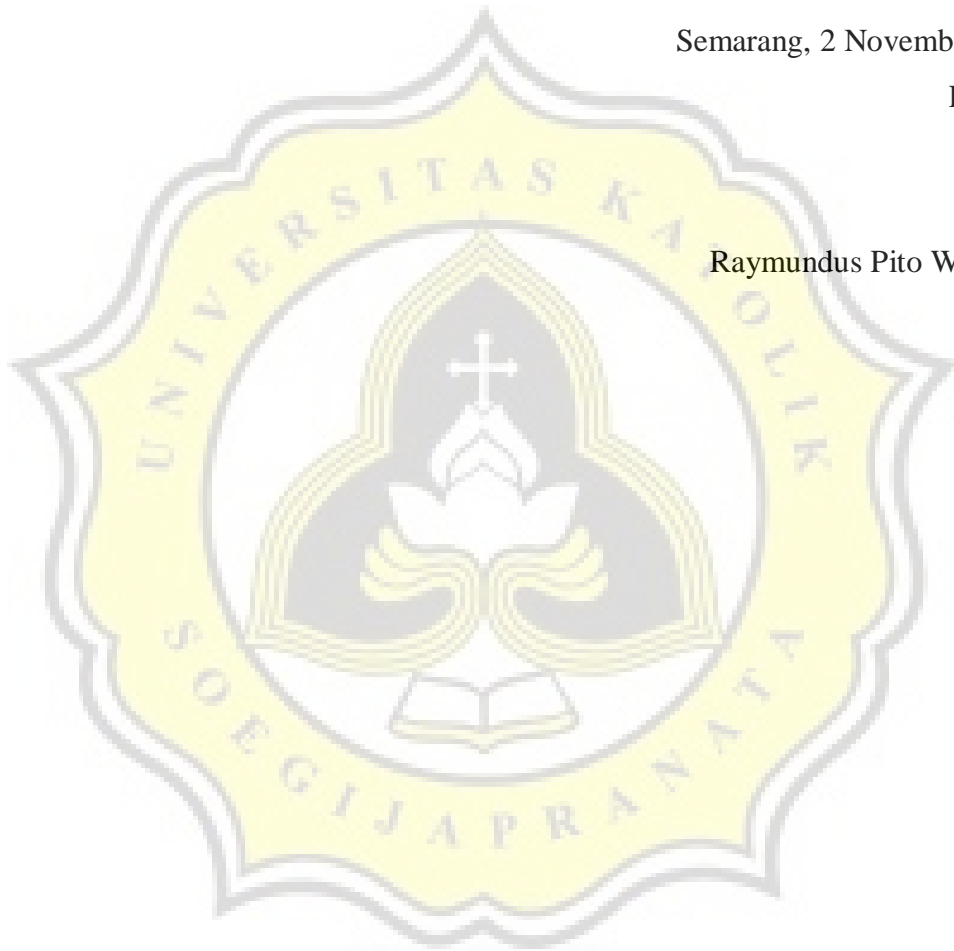 Semarang, 2 Novemb
Raymundus Pito W
UNIVERSITAS KATOLIK
SOEGIJAPRANATA